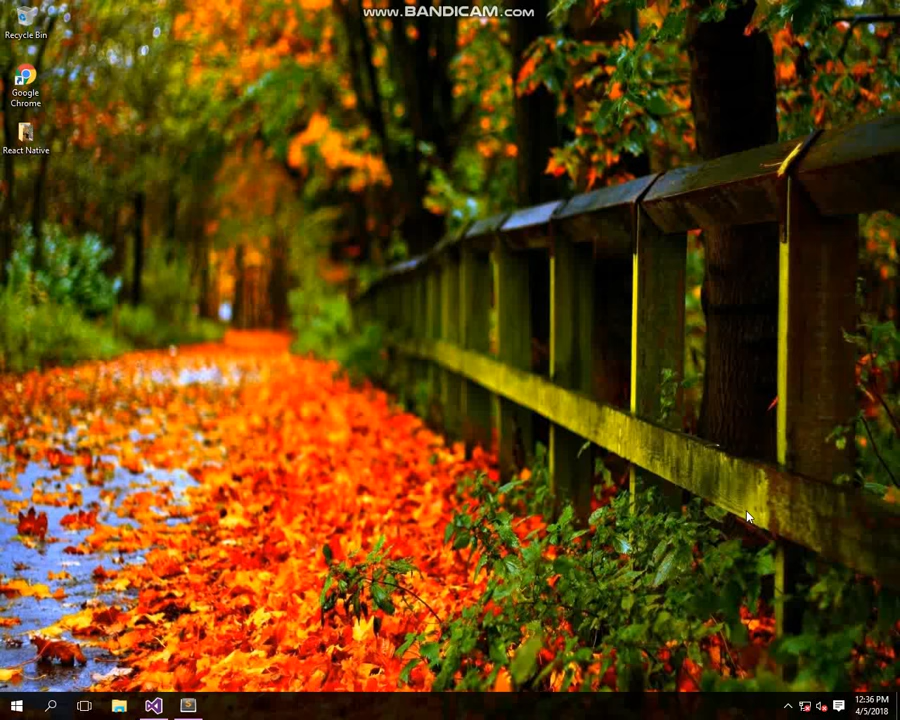 www.BANDICAM.com
Recycle Bin
Google
Chrome
React Native
12:36 PM
4/5/2018